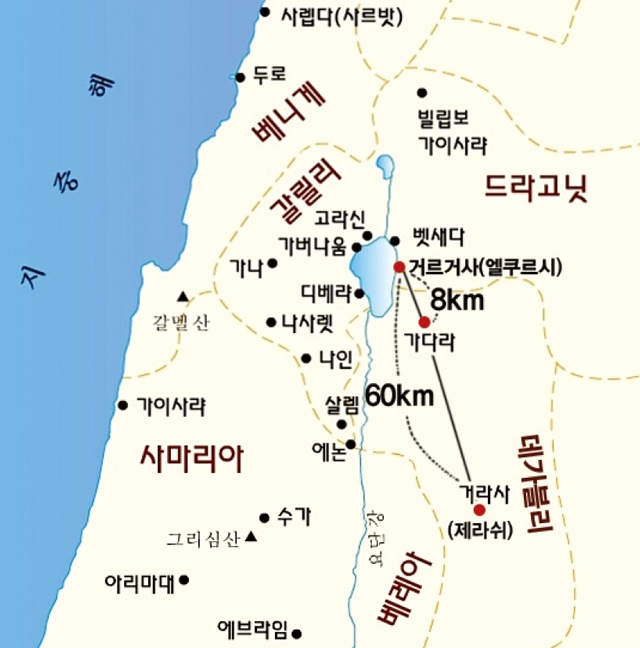 사렙다(사르밧)
두로
베니게
빌립보
가이사랴
드라고닛
갈릴리
고라신
벳새다
가버나움
가나
거르거사(엘쿠르시)
디베랴
8km
갈멜산
나사렛
가다라
나인
60km
가이사랴
살렘
에논
사마리아
데가볼리
거라사
(제라쉬)
수가
그리심산
요단강
아리마대
베레아
에브라임
지중해